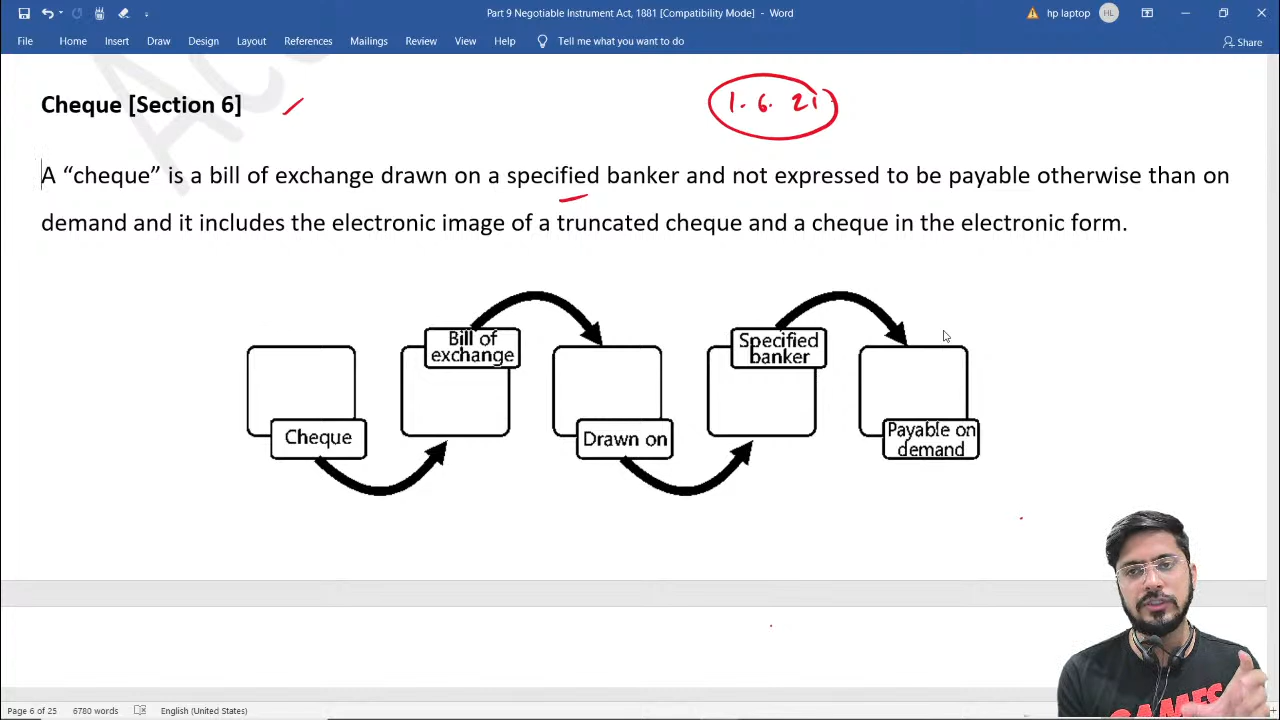 Part 9 Negotiable Instrument Act, 1881 [Compatibility Mode] - Word
hp laptop
HL
File Home Insert Draw Design Layout References Mailings Review View Help Tell me what you want to do
Share
Cheque [Section 6]
1. 6. 21
A “cheque” is a bill of exchange drawn on a specified banker and not expressed to be payable otherwise than on
demand and it includes the electronic image of a truncated cheque and a cheque in the electronic form.
Cheque
Bill of
exchange
Drawn on
Specified
banker
Payable on
demand
GAMES
Page 6 of 25 6780 words English (United States)